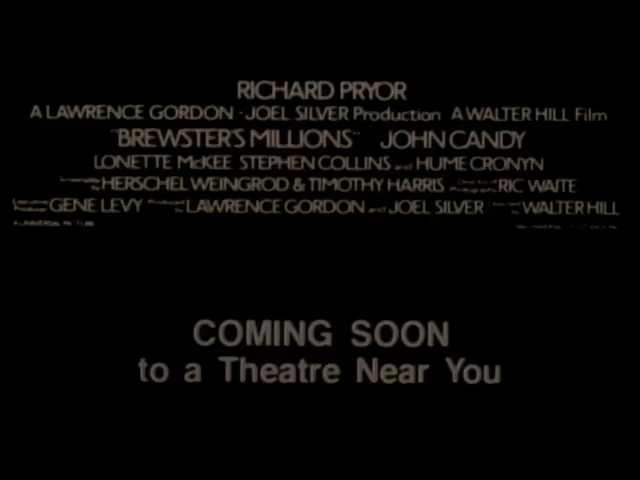 RICHARD PRYOR
A LAWRENCE GORDON · JOEL SILVER Production A WALTER HILL Film
"BREWSTER'S MILLIONS" JOHN CANDY
LONETTE McKEE STEPHEN COLLINS and HUME CRONYN
HERSCHEL WEINGROD & TIMOTHY HARRIS RIC WAITE
GENE LEVY LAWRENCE GORDON and JOEL SILVER WALTER HILL
COMING SOON
to a Theatre Near You